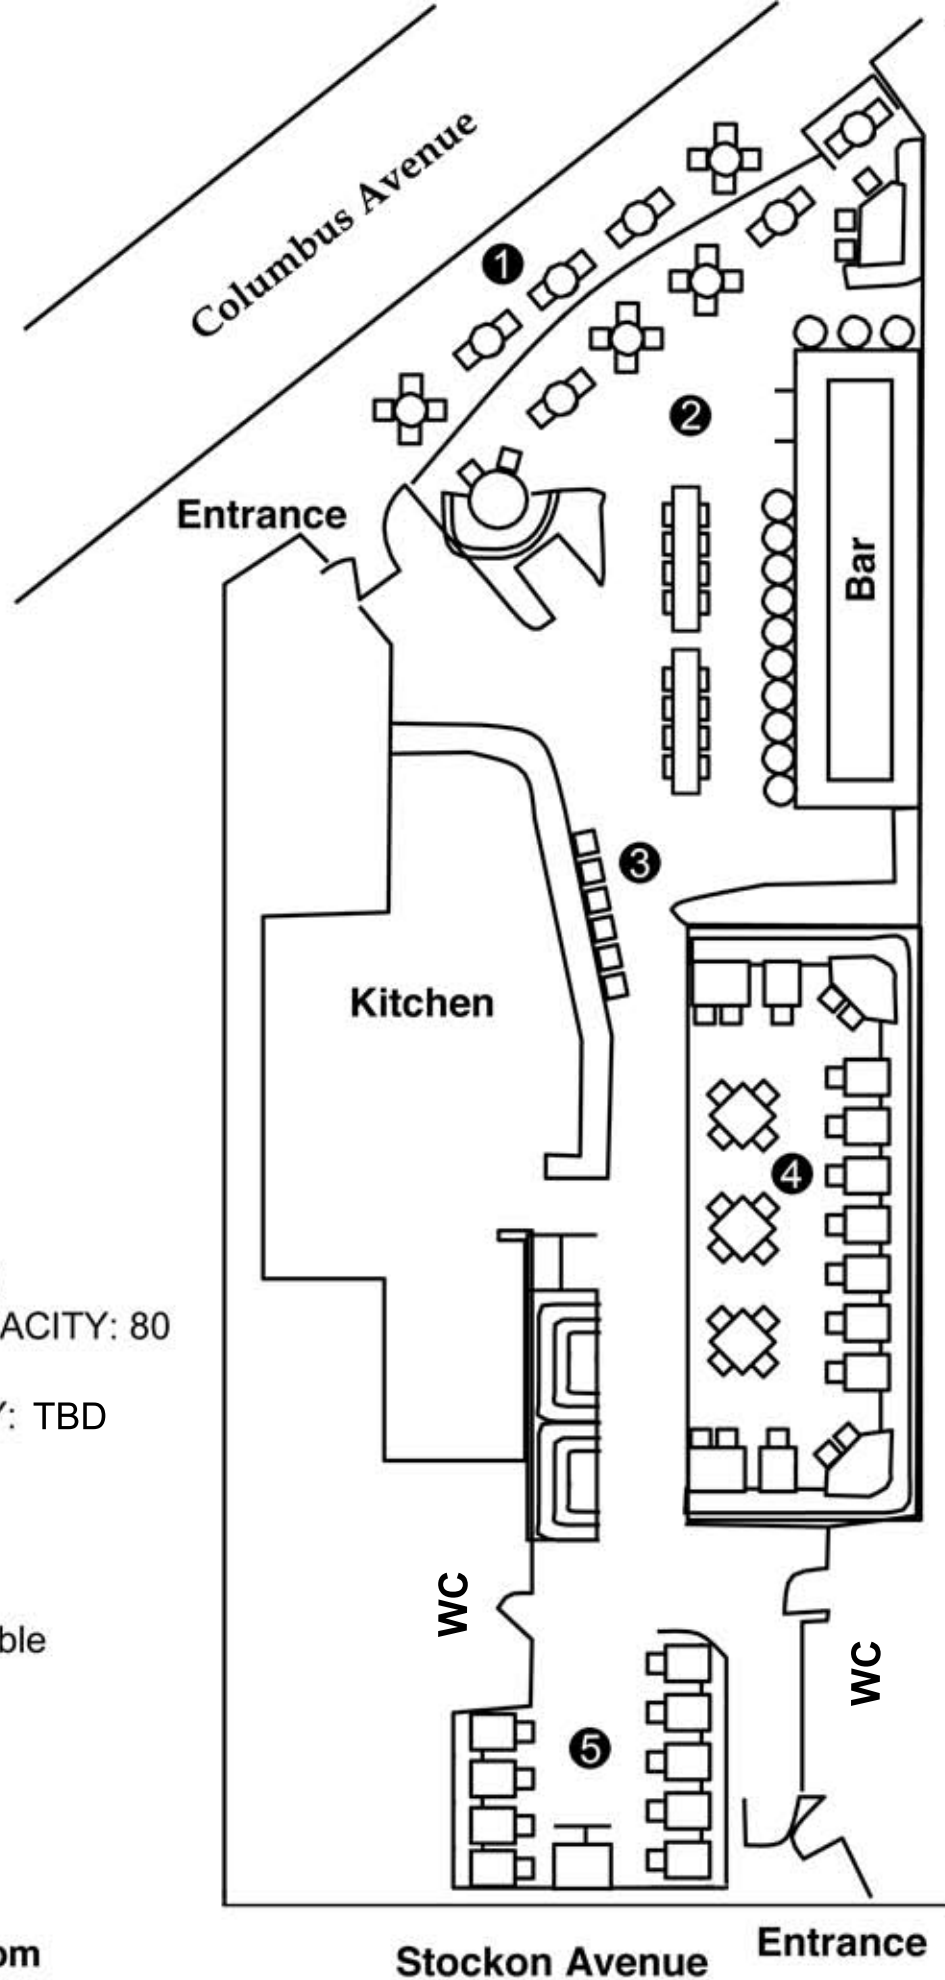 Columbus Avenue
1
2
Entrance
Bar
3
Kitchen
4
ACITY: 80
Y: TBD
WC
ble
WC
5
om
Stockon Avenue
Entrance